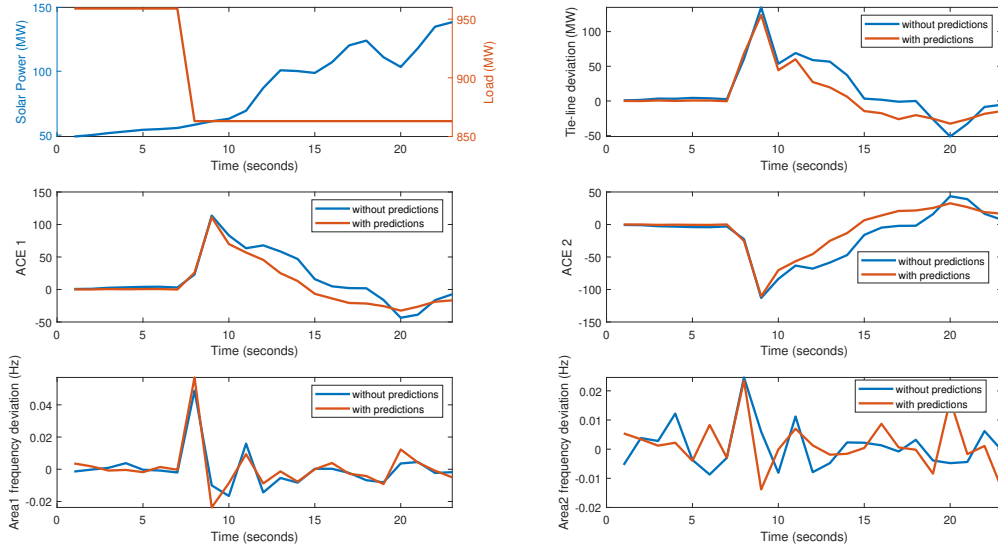 Solar Power (MW)
150
100
50
Load (MW)
950
900
850
0 5 10 15 20
Time (seconds)
Tie-line deviation (MW)
100
50
0
-50
without predictions
with predictions
0 5 10 15 20
Time (seconds)
ACE 1
150
100
50
0
-50
without predictions
with predictions
0 5 10 15 20
Time (seconds)
ACE 2
50
0
-50
-100
-150
without predictions
with predictions
0 5 10 15 20
Time (seconds)
Area1 frequency deviation (Hz)
0.04
0.02
0
-0.02
without predictions
with predictions
0 5 10 15 20
Time (seconds)
Area2 frequency deviation (Hz)
0.02
0.01
0
-0.01
-0.02
without predictions
with predictions
0 5 10 15 20
Time (seconds)